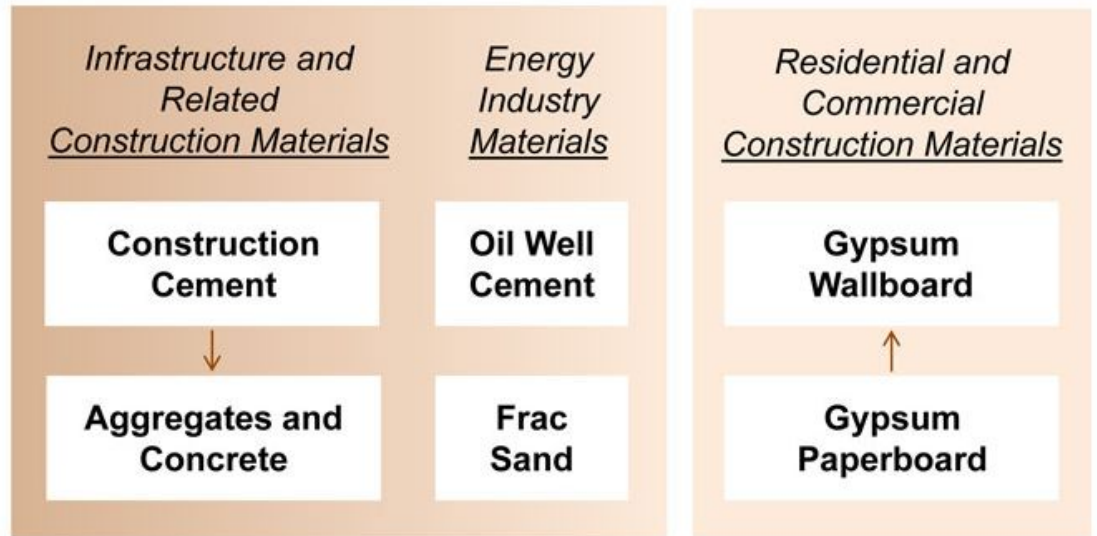 Infrastructure and
Related
Construction Materials
Construction
Cement
Aggregates and
Concrete
Energy
Industry
Materials
Oil Well
Cement
Frac
Sand
Residential and
Commercial
Construction Materials
Gypsum
Wallboard
Gypsum
Paperboard